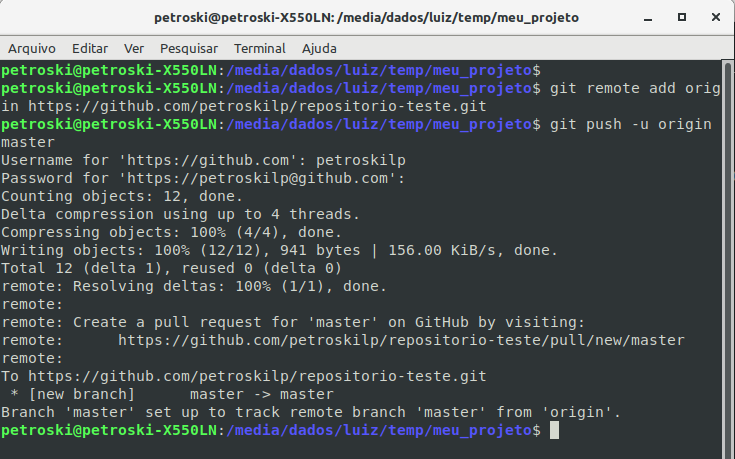 petroski@petroski-X550LN: /media/dados/luiz/temp/meu_projeto
Arquivo Editar Ver Pesquisar Terminal Ajuda
petroski@petroski-X550LN:/media/dados/luiz/temp/meu_projeto$
petroski@petroski-X550LN:/media/dados/luiz/temp/meu_projeto$ git remote add orig
in https://github.com/petroskilp/repositorio-teste.git
petroski@petroski-X550LN:/media/dados/luiz/temp/meu_projeto$ git push -u origin
master
Username for 'https://github.com': petroskilp
Password for 'https://petroskilp@github.com':
Counting objects: 12, done.
Delta compression using up to 4 threads.
Compressing objects: 100% (4/4), done.
Writing objects: 100% (12/12), 941 bytes | 156.00 KiB/s, done.
Total 12 (delta 1), reused 0 (delta 0)
remote: Resolving deltas: 100% (1/1), done.
remote:
remote: Create a pull request for 'master' on GitHub by visiting:
remote:      https://github.com/petroskilp/repositorio-teste/pull/new/master
remote:
To https://github.com/petroskilp/repositorio-teste.git
 * [new branch]      master -> master
Branch 'master' set up to track remote branch 'master' from 'origin'.
petroski@petroski-X550LN:/media/dados/luiz/temp/meu_projeto$